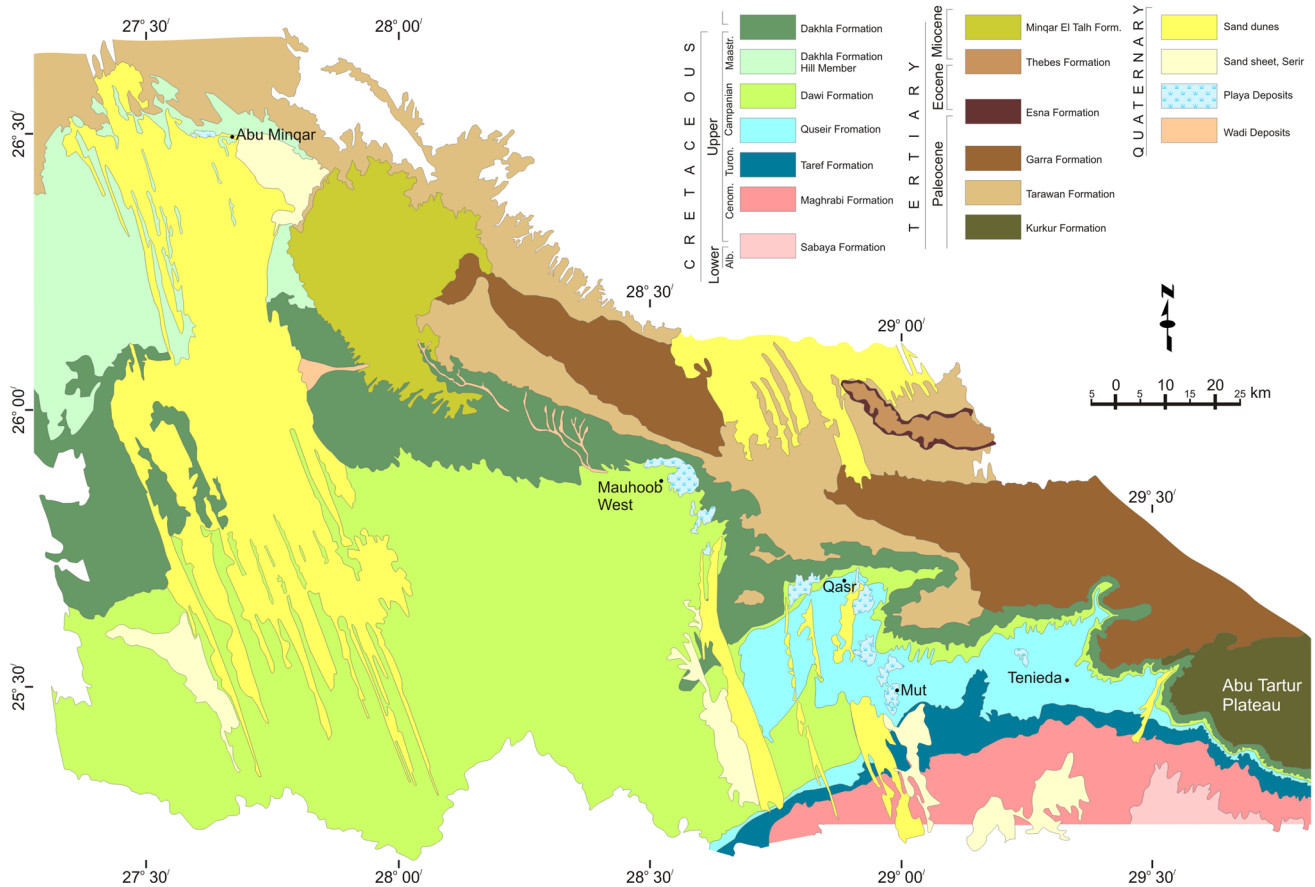 27° 30/
28° 00/
26° 30/
Abu Minqar
28° 30/
29° 00/
26° 00/
Mauhoob
West
29° 30/
Qasr
25° 30/
Mut
Tenieda
Abu Tartur
Plateau
27° 30/
28° 00/
28° 30/
29° 00/
29° 30/
CRETACEOUS
Upper
Lower
Maastr.
Campanian
Turon.
Cenom.
Alb.
Dakhla Formation
Dakhla Formation
Hill Member
Dawi Formation
Quseir Fromation
Taref Formation
Maghrabi Formation
Sabaya Formation
TERTIARY
Miocene
Eocene
Paleocene
Minqar El Talh Form.
Thebes Formation
Esna Formation
Garra Formation
Tarawan Formation
Kurkur Formation
QUATERNARY
Sand dunes
Sand sheet, Serir
Playa Deposits
Wadi Deposits
N
5 0 10 20 25 km